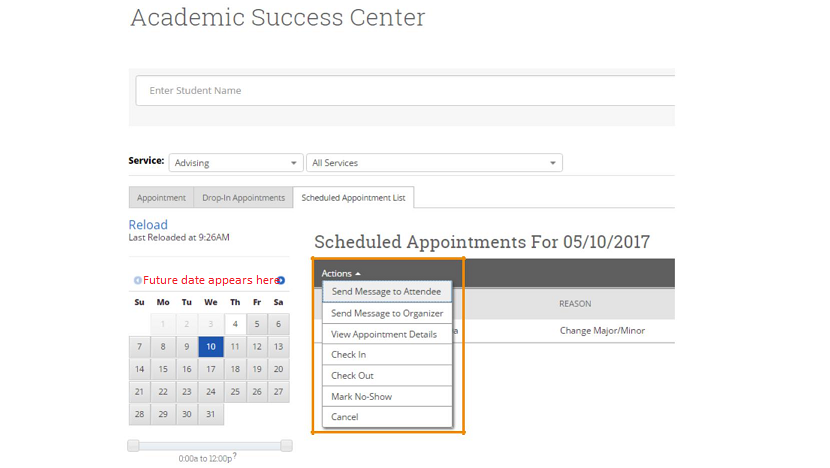 Academic Success Center
Enter Student Name
Service: Advising All Services
Appointment Drop-In Appointments Scheduled Appointment List
Reload
Last Reloaded at 9:26AM
Scheduled Appointments For 05/10/2017
Future date appears here
Su Mo Tu We Th Fr Sa
1 2 3 4 5 6
7 8 9 10 11 12 13
14 15 16 17 18 19 20
21 22 23 24 25 26 27
28 29 30 31
0:00a to 12:00p?
Actions
Send Message to Attendee
Send Message to Organizer
View Appointment Details
Check In
Check Out
Mark No-Show
Cancel
REASON
a Change Major/Minor